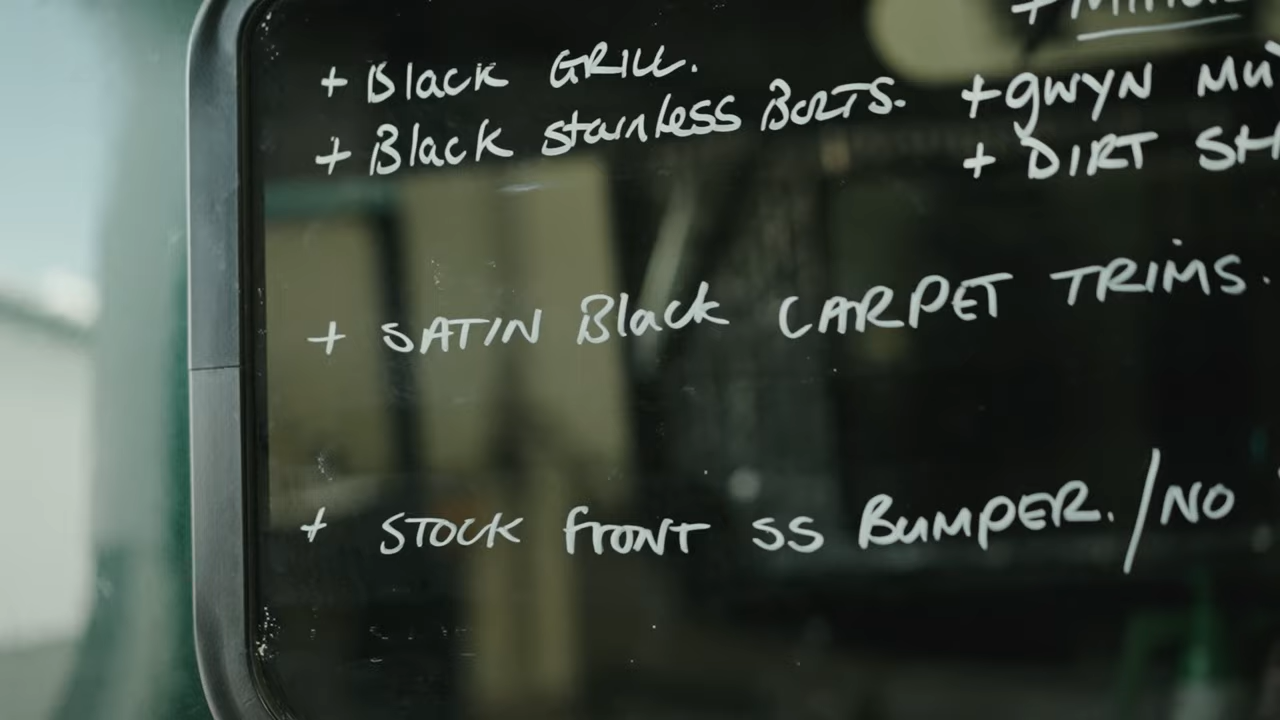 + Black GRILL.
+ Black stainless BOLTS.
+ gwyn
+ DIRT
+ SATIN Black CARPET TRIMS.
+ STOCK FRONT SS BUMPER. / NO